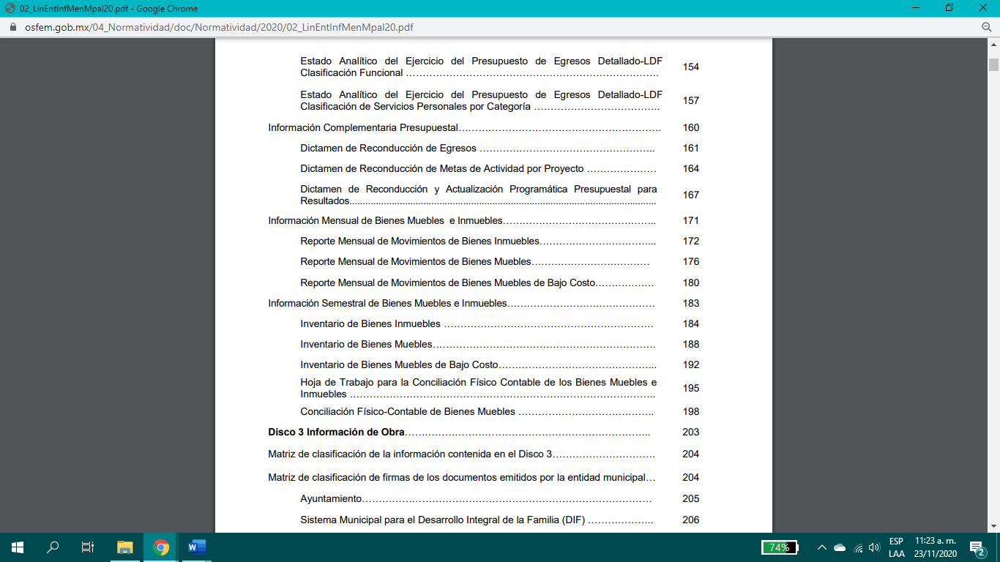 02_LinEntInfMenMpal20.pdf - Google Chrome
osfem.gob.mx/04_Normatividad/doc/Normatividad/2020/02_LinEntInfMenMpal20.pdf
Estado Analítico del Ejercicio del Presupuesto de Egresos Detallado-LDF
Clasificación Funcional …………………………………………………………………. 154
Estado Analítico del Ejercicio del Presupuesto de Egresos Detallado-LDF
Clasificación de Servicios Personales por Categoría ……………………………….. 157
Información Complementaria Presupuestal……………………………………………………. 160
Dictamen de Reconducción de Egresos …………………………………………….. 161
Dictamen de Reconducción de Metas de Actividad por Proyecto ………………… 164
Dictamen de Reconducción y Actualización Programática Presupuestal para
Resultados.................................................................................................................... 167
Información Mensual de Bienes Muebles e Inmuebles……………………………………….. 171
Reporte Mensual de Movimientos de Bienes Inmuebles……………………………... 172
Reporte Mensual de Movimientos de Bienes Muebles……………………………… 176
Reporte Mensual de Movimientos de Bienes Muebles de Bajo Costo……………… 180
Información Semestral de Bienes Muebles e Inmuebles……………………………………… 183
Inventario de Bienes Inmuebles ……………………………………………………… 184
Inventario de Bienes Muebles…………………………………………………………. 188
Inventario de Bienes Muebles de Bajo Costo………………………………………... 192
Hoja de Trabajo para la Conciliación Físico Contable de los Bienes Muebles e
Inmuebles ……………………………………………………………………………….. 195
Conciliación Físico-Contable de Bienes Muebles …………………………………. 198
Disco 3 Información de Obra……………………………………………………………….. 203
Matriz de clasificación de la información contenida en el Disco 3…………………………. 204
Matriz de clasificación de firmas de los documentos emitidos por la entidad municipal… 204
Ayuntamiento…………………………………………………………………………… 205
Sistema Municipal para el Desarrollo Integral de la Familia (DIF) ……………….. 206
74%
ESP
LAA
11:23 a. m.
23/11/2020
2